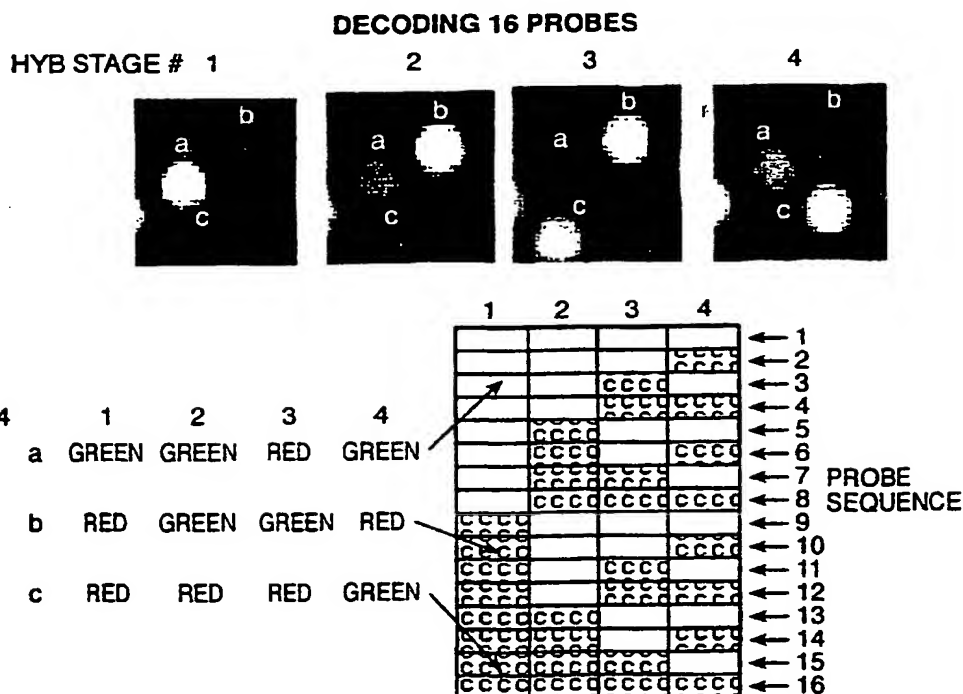 DECODING 16 PROBES
HYB STAGE # 1 2 3 4
b
a
c
b
a
c
b
a
c
b
a
c
1 2 3 4
1
2
3
4
5
6
7
8
9
10
11
12
13
14
15
16
PROBE
SEQUENCE
4 1 2 3 4
a GREEN GREEN RED GREEN
b RED GREEN GREEN RED
c RED RED RED GREEN